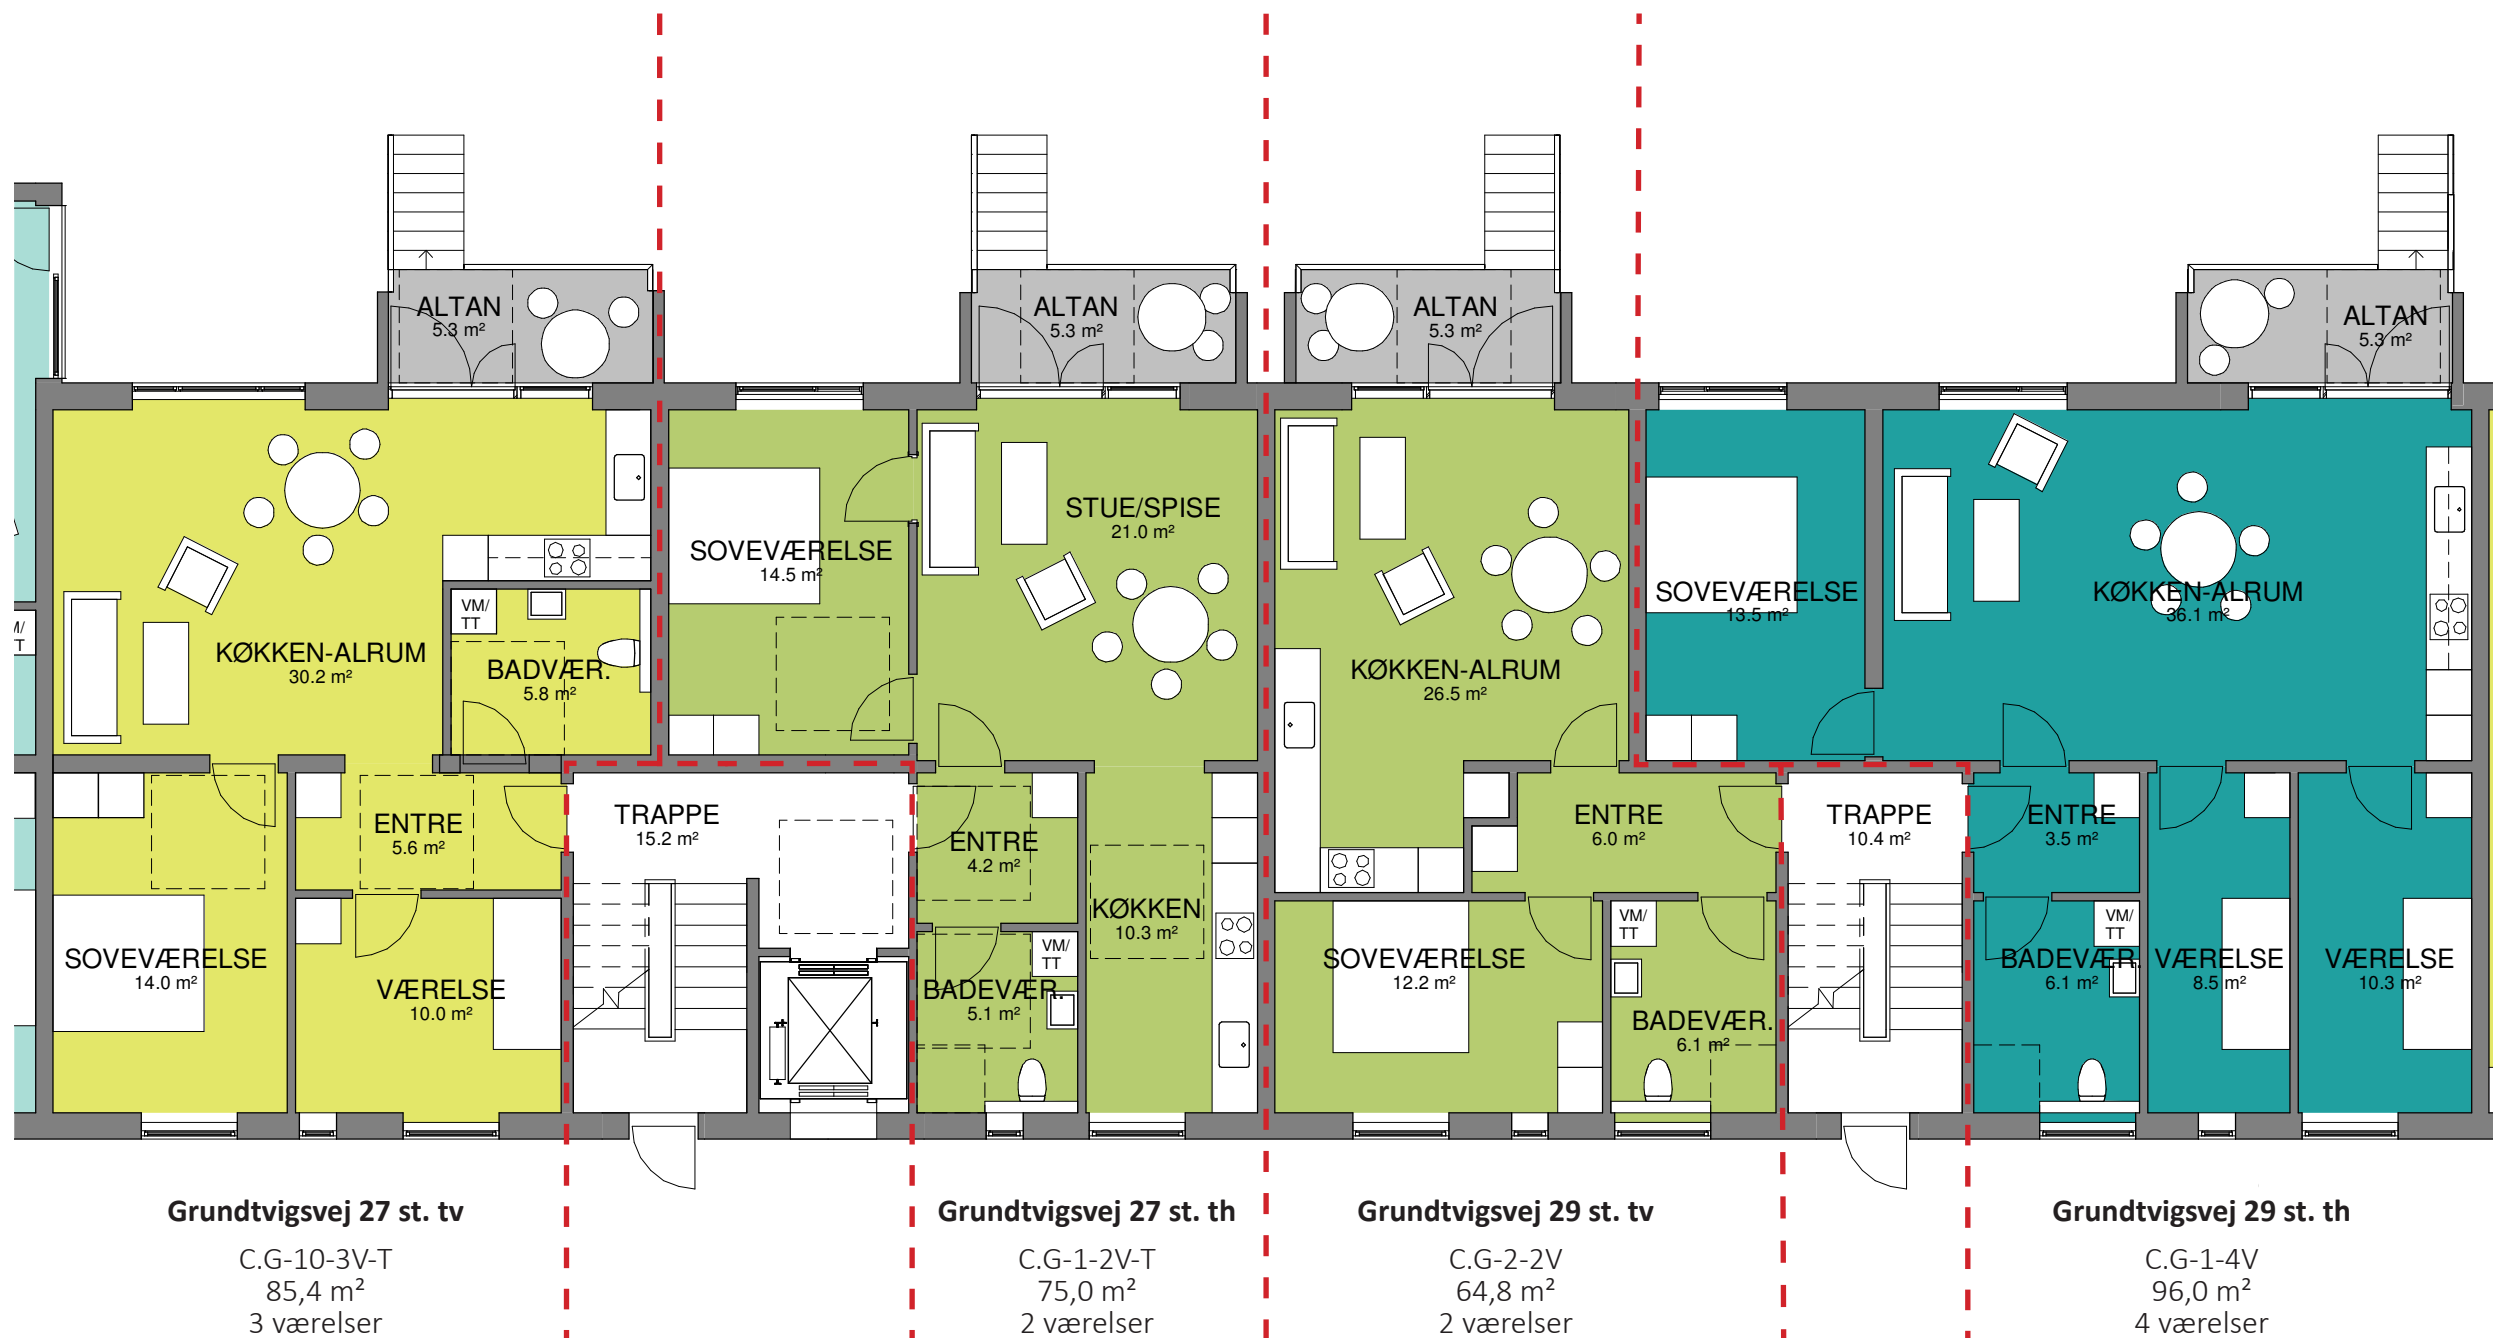 ALTAN
5.3 m²
ALTAN
5.3 m²
ALTAN
5.3 m²
ALTAN
5.3 m²
KØKKEN-ALRUM
30.2 m²
VM/
TT
BADVÆR.
5.8 m²
SOVEVÆRELSE
14.0 m²
ENTRE
5.6 m²
VÆRELSE
10.0 m²
TRAPPE
15.2 m²
SOVEVÆRELSE
14.5 m²
STUE/SPISE
21.0 m²
ENTRE
4.2 m²
VM/
TT
BADEVÆR.
5.1 m²
KØKKEN
10.3 m²
KØKKEN-ALRUM
26.5 m²
ENTRE
6.0 m²
SOVEVÆRELSE
12.2 m²
VM/
TT
BADEVÆR.
6.1 m²
TRAPPE
10.4 m²
SOVEVÆRELSE
13.5 m²
KØKKEN-ALRUM
36.1 m²
ENTRE
3.5 m²
VM/
TT
BADEVÆR.
6.1 m²
VÆRELSE
8.5 m²
VÆRELSE
10.3 m²
Grundtvigsvej 27 st. tv
C.G-10-3V-T
85,4 m²
3 værelser
Grundtvigsvej 27 st. th
C.G-1-2V-T
75,0 m²
2 værelser
Grundtvigsvej 29 st. tv
C.G-2-2V
64,8 m²
2 værelser
Grundtvigsvej 29 st. th
C.G-1-4V
96,0 m²
4 værelser